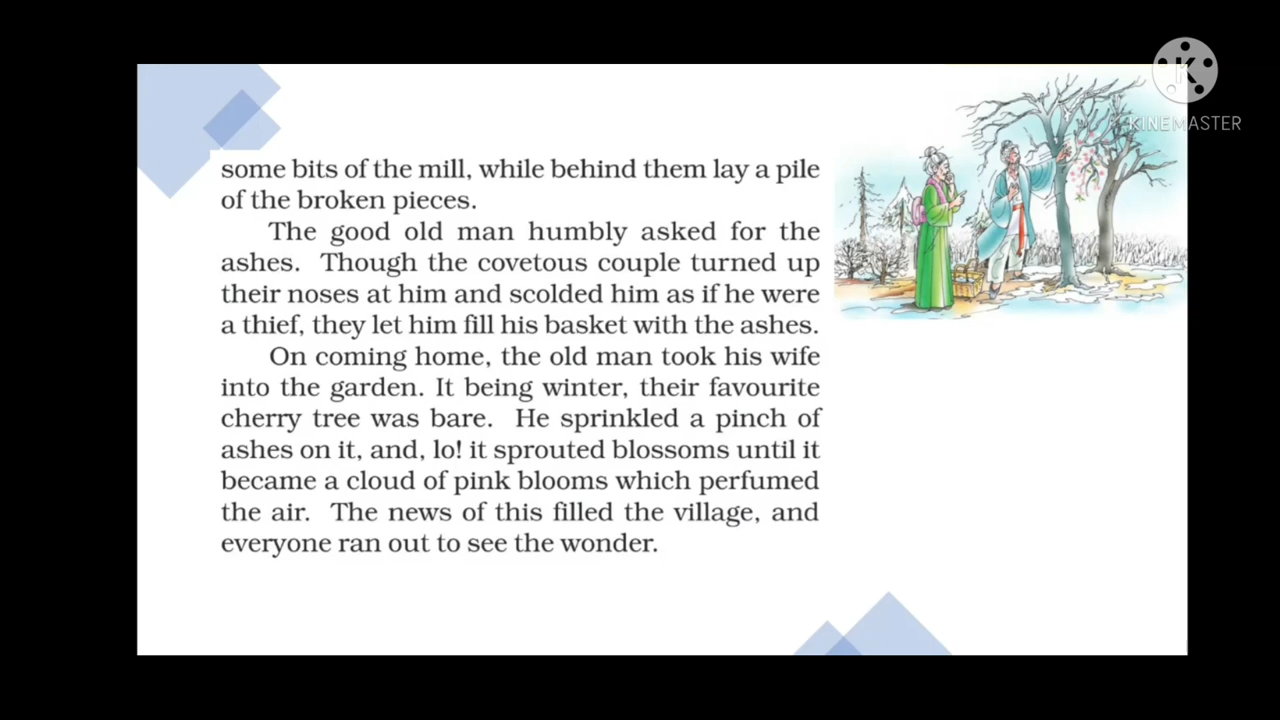 some bits of the mill, while behind them lay a pile
of the broken pieces.
The good old man humbly asked for the
ashes. Though the covetous couple turned up
their noses at him and scolded him as if he were
a thief, they let him fill his basket with the ashes.
On coming home, the old man took his wife
into the garden. It being winter, their favourite
cherry tree was bare. He sprinkled a pinch of
ashes on it, and, lo! it sprouted blossoms until it
became a cloud of pink blooms which perfumed
the air. The news of this filled the village, and
everyone ran out to see the wonder.
K
KINEMASTER